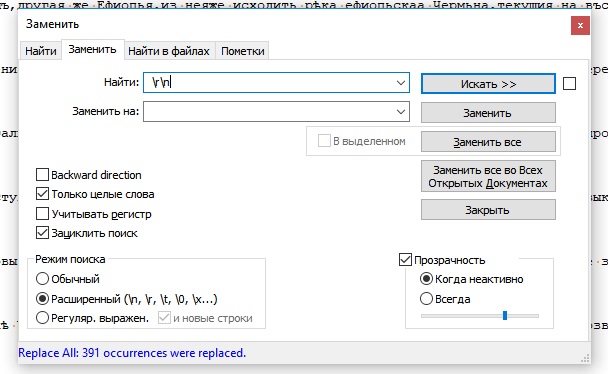 ть,другая же Ефиопья,из неяже исходить рѣка ефиопьскаа Чермьна,текущия на въс
Заменить
Найти Заменить Найти в файлах Пометки
Найти: \r\n Искать >>
Заменить на: Заменить
В выделенном Заменить все
Backward direction Заменить все во Всех
Открытых Документах
Только целые слова
Учитывать регистр Закрыть
Зациклить поиск
Режим поиска Прозрачность
Обычный Когда неактивно
Расширенный (\n, \r, \t, \0, \x...) Всегда
Регуляр. выражен. и новые строки
Replace All: 391 occurrences were replaced.